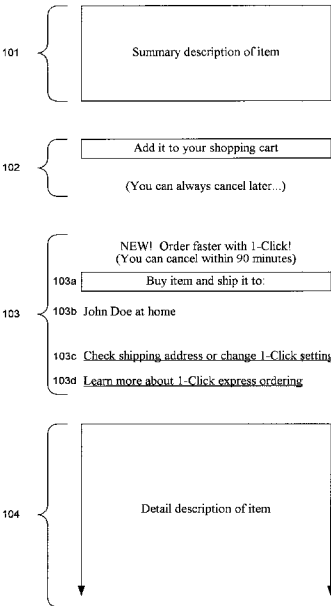 101
Summary description of item
102
Add it to your shopping cart
(You can always cancel later...)
NEW! Order faster with 1-Click!
(You can cancel within 90 minutes)
103a Buy item and ship it to:
103
103b John Doe at home
103c Check shipping address or change 1-Click setting
103d Learn more about 1-Click express ordering
104
Detail description of item